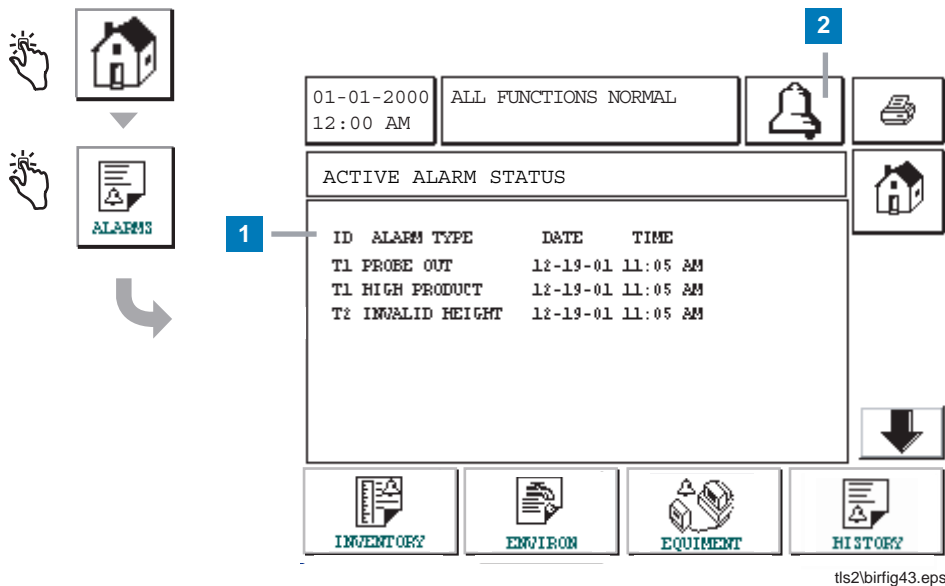 2
01-01-2000 ALL FUNCTIONS NORMAL
12:00 AM
ACTIVE ALARM STATUS
ALARMS
1
ID ALARM TYPE DATE TIME
T1 PROBE OUT 12-19-01 11:05 AM
T1 HIGH PRODUCT 12-19-01 11:05 AM
T2 INVALID HEIGHT 12-19-01 11:05 AM
INVENTORY ENVIRON EQUIMENT HISTORY
tls2\birfig43.eps